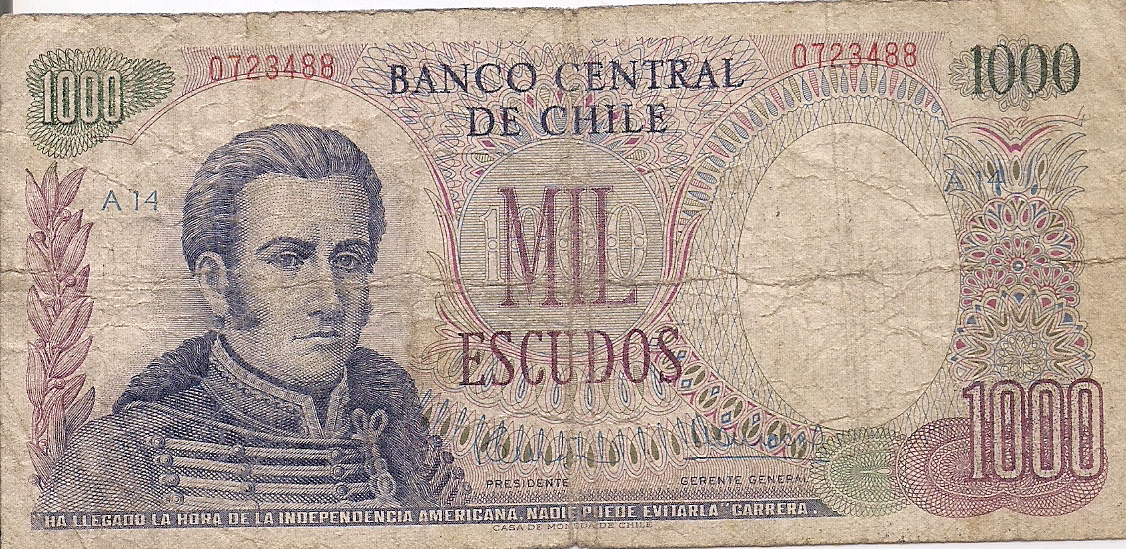 1000
0723488
BANCO CENTRAL
DE CHILE
0723488
1000
A 14
A 14
1000
MIL
ESCUDOS
1000
PRESIDENTE
GERENTE GENERAL
"HA LLEGADO LA HORA DE LA INDEPENDENCIA AMERICANA, NADIE PUEDE EVITARLA" CARRERA.
CASA DE MONEDA DE CHILE